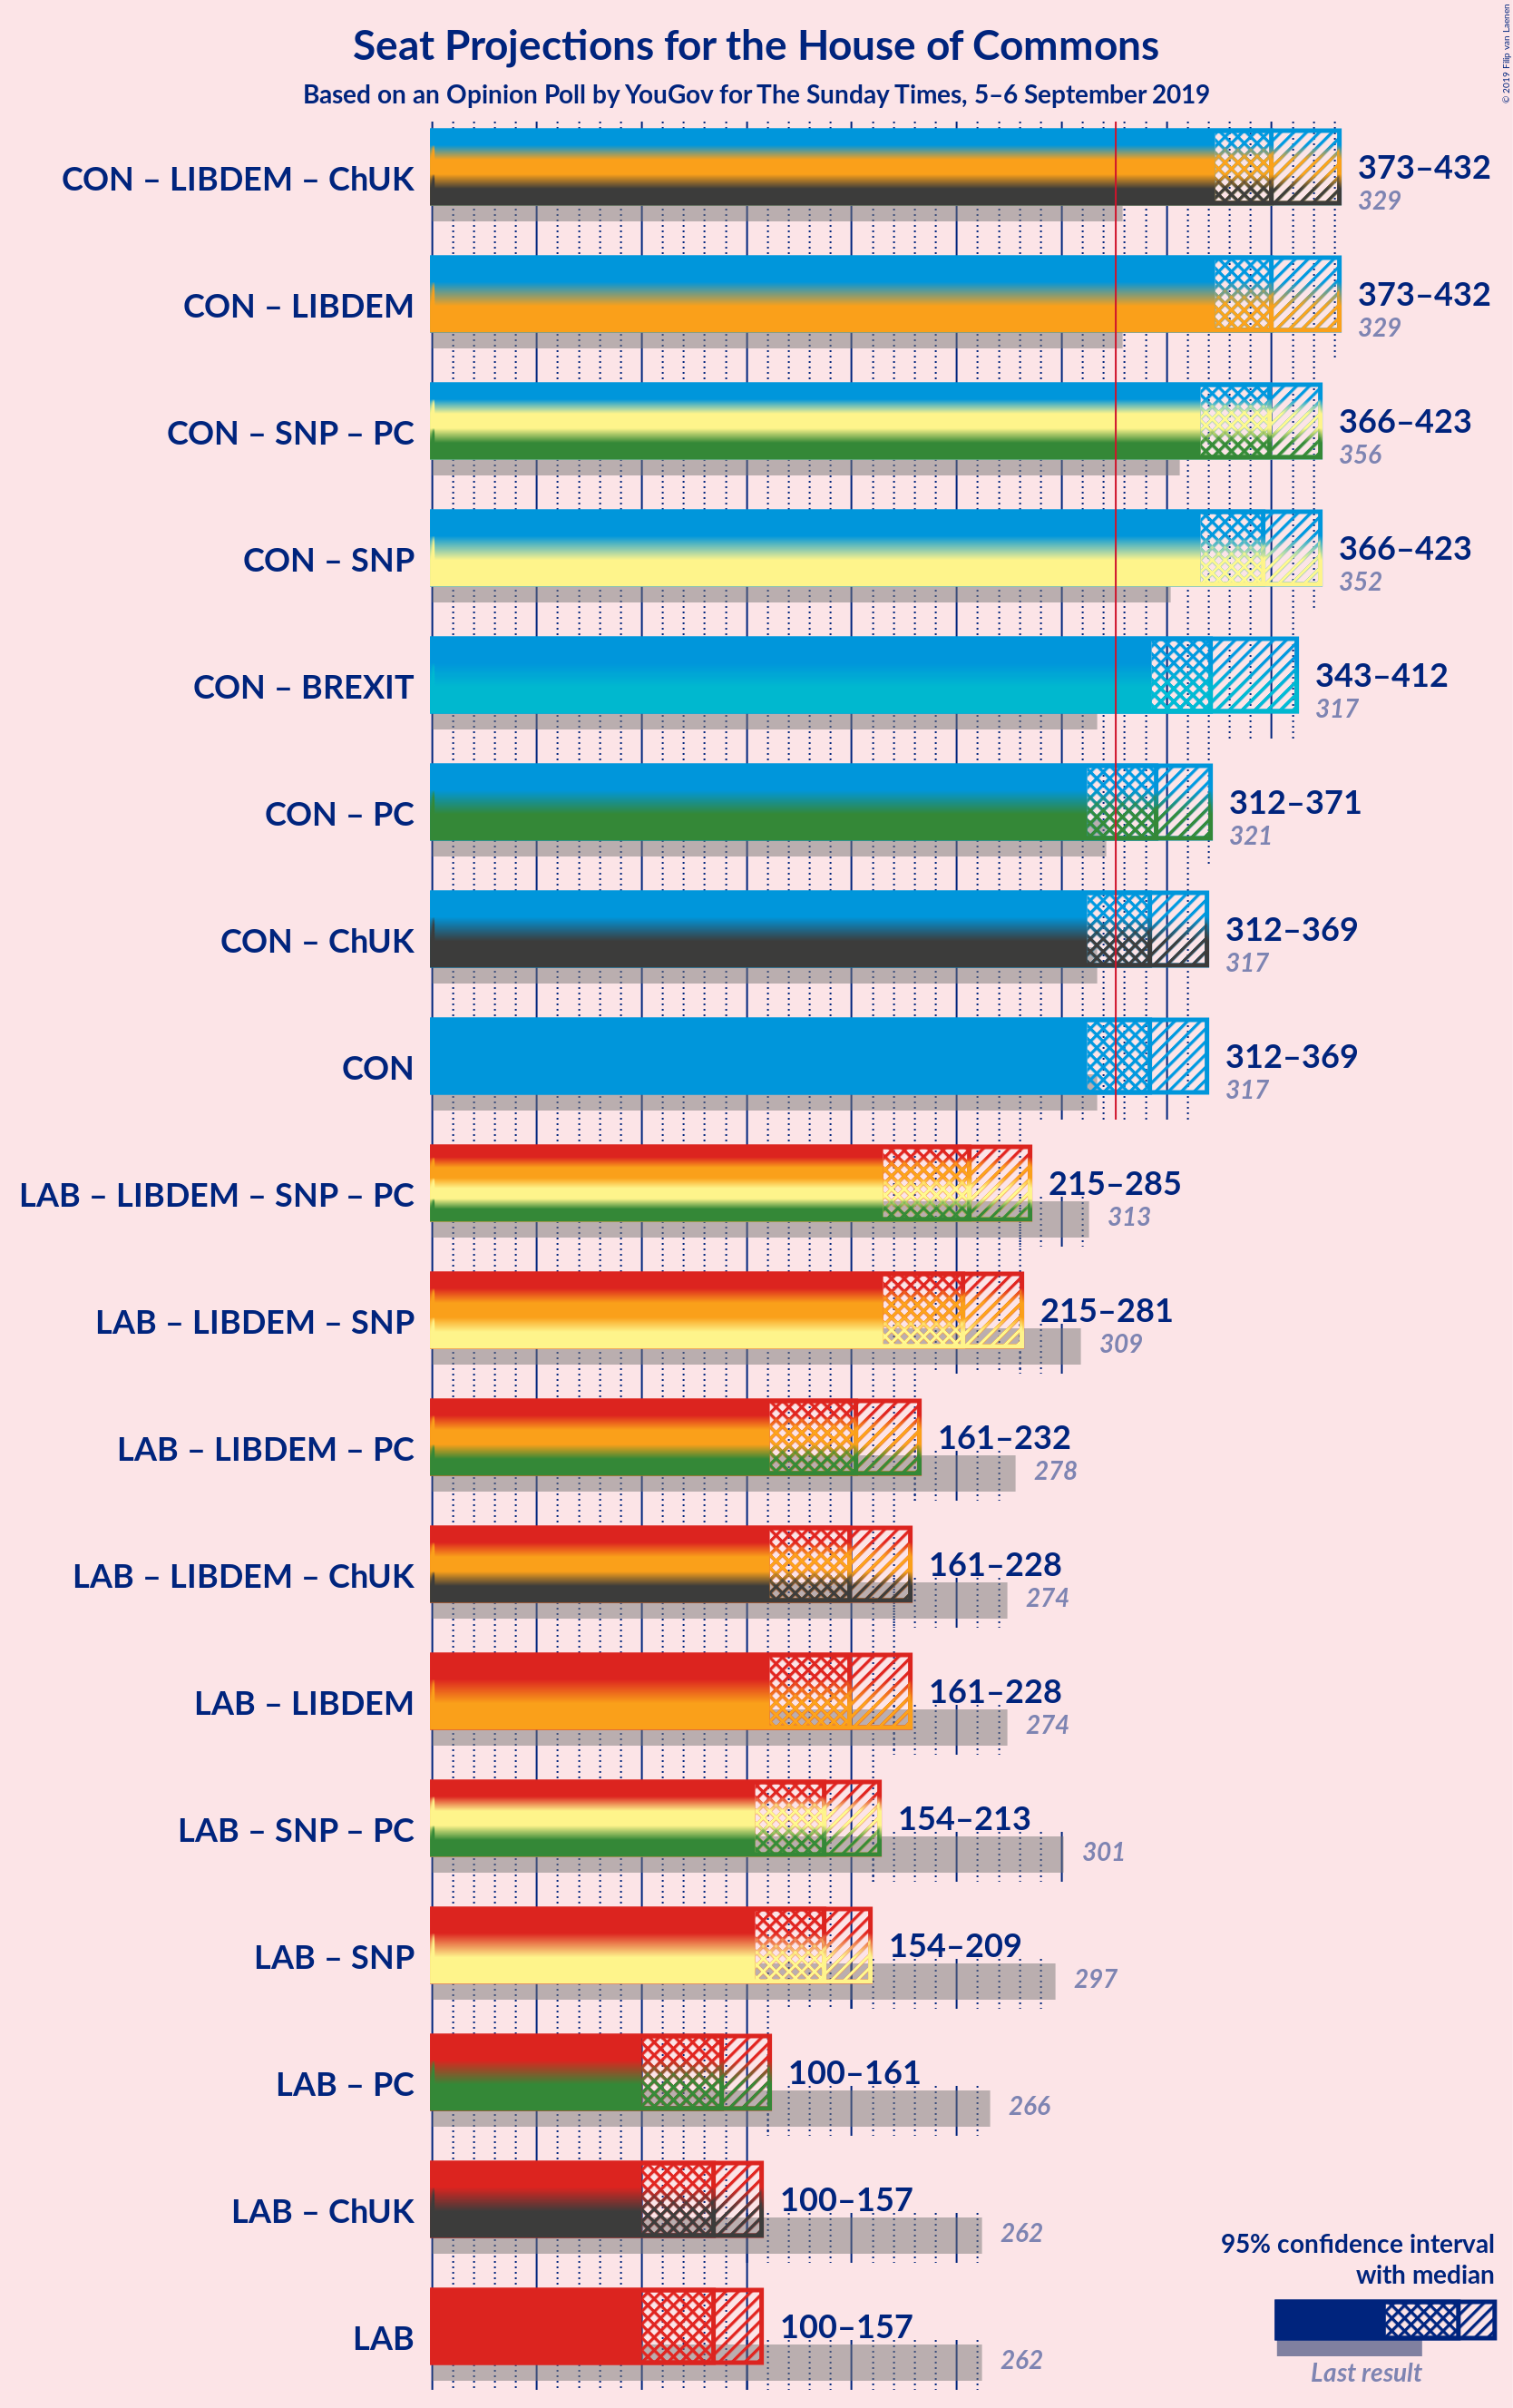 Seat Projections for the House of Commons
Based on an Opinion Poll by YouGov for The Sunday Times, 5–6 September 2019
© 2019 Filip van Laenen
CON – LIBDEM – ChUK
373–432
329
CON – LIBDEM
373–432
329
CON – SNP – PC
366–423
356
CON – SNP
366–423
352
CON – BREXIT
343–412
317
CON – PC
312–371
321
CON – ChUK
312–369
317
CON
312–369
317
LAB – LIBDEM – SNP – PC
215–285
313
LAB – LIBDEM – SNP
215–281
309
LAB – LIBDEM – PC
161–232
278
LAB – LIBDEM – ChUK
161–228
274
LAB – LIBDEM
161–228
274
LAB – SNP – PC
154–213
301
LAB – SNP
154–209
297
LAB – PC
100–161
266
LAB – ChUK
100–157
262
LAB
100–157
262
95% confidence interval
with median
Last result